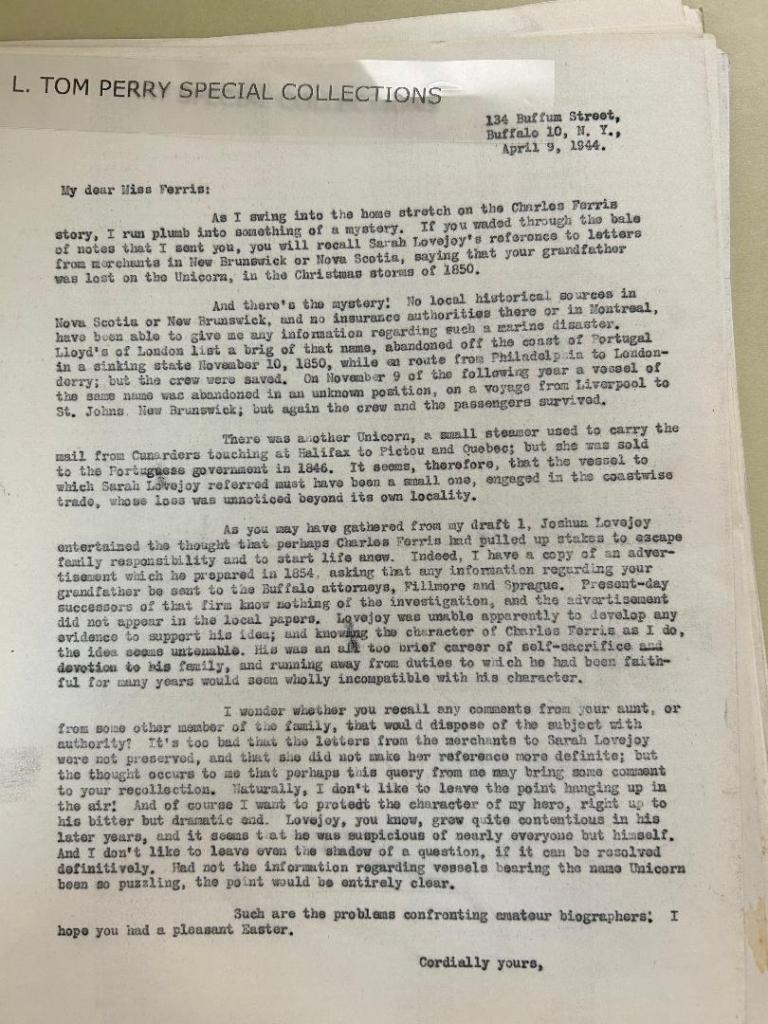 L. TOM PERRY SPECIAL COLLECTIONS
134 Buffum Street,
Buffalo 10, N. Y.,
April 9, 1944.
My dear Miss Ferris:
As I swing into the home stretch on the Charles Ferris
story, I run plumb into something of a mystery. If you waded through the bale
of notes that I sent you, you will recall Sarah Lovejoy's reference to letters
from merchants in New Brunswick or Nova Scotia, saying that your grandfather
was lost on the Unicorn, in the Christmas storms of 1850.
And there's the mystery! No local historical sources in
Nova Scotia or New Brunswick, and no insurance authorities there or in Montreal,
have been able to give me any information regarding such a marine disaster.
Lloyd's of London list a brig of that name, abandoned off the coast of Portugal
in a sinking state November 10, 1850, while en route from Philadelphia to London-
derry; but the crew were saved. On November 9 of the following year a vessel of
the same name was abandoned in an unknown position, on a voyage from Liverpool to
St. Johns, New Brunswick; but again the crew and the passengers survived.
There was another Unicorn, a small steamer used to carry the
mail from Cunarders touching at Halifax to Pictou and Quebec; but she was sold
to the Portuguese government in 1846. It seems, therefore, that the vessel to
which Sarah Lovejoy referred must have been a small one, engaged in the coastwise
trade, whose loss was unnoticed beyond its own locality.
As you may have gathered from my draft 1, Joshua Lovejoy
entertained the thought that perhaps Charles Ferris had pulled up stakes to escape
family responsibility and to start life anew. Indeed, I have a copy of an adver-
tisement which he prepared in 1854, asking that any information regarding your
grandfather be sent to the Buffalo attorneys, Fillmore and Sprague. Present-day
successors of that firm know nothing of the investigation, and the advertisement
did not appear in the local papers. Lovejoy was unable apparently to develop any
evidence to support his idea; and knowing the character of Charles Ferris as I do,
the idea seems untenable. His was an all too brief career of self-sacrifice and
devotion to his family, and running away from duties to which he had been faith-
ful for many years would seem wholly incompatible with his character.
I wonder whether you recall any comments from your aunt, or
from some other member of the family, that would dispose of the subject with
authority? It's too bad that the letters from the merchants to Sarah Lovejoy
were not preserved, and that she did not make her reference more definite; but
the thought occurs to me that perhaps this query from me may bring some comment
to your recollection. Naturally, I don't like to leave the point hanging up in
the air! And of course I want to protedt the character of my hero, right up to
his bitter but dramatic end. Lovejoy, you know, grew quite contentious in his
later years, and it seems that he was suspicious of nearly everyone but himself.
And I don't like to leave even the shadow of a question, if it can be resolved
definitively. Had not the information regarding vessels bearing the name Unicorn
been so puzzling, the point would be entirely clear.
Such are the problems confronting amateur biographers! I
hope you had a pleasant Easter.
Cordially yours,